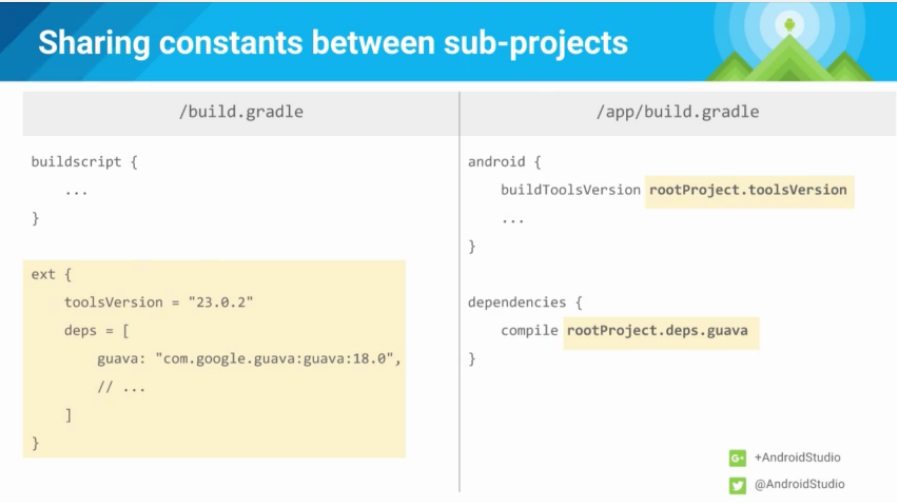 Sharing constants between sub-projects
/build.gradle
buildscript {
...
}
ext {
toolsVersion = "23.0.2"
deps = [
guava: "com.google.guava:guava:18.0",
// ...
]
}
/app/build.gradle
android {
buildToolsVersion rootProject.toolsVersion
...
}
dependencies {
compile rootProject.deps.guava
}
G+ +AndroidStudio
@AndroidStudio